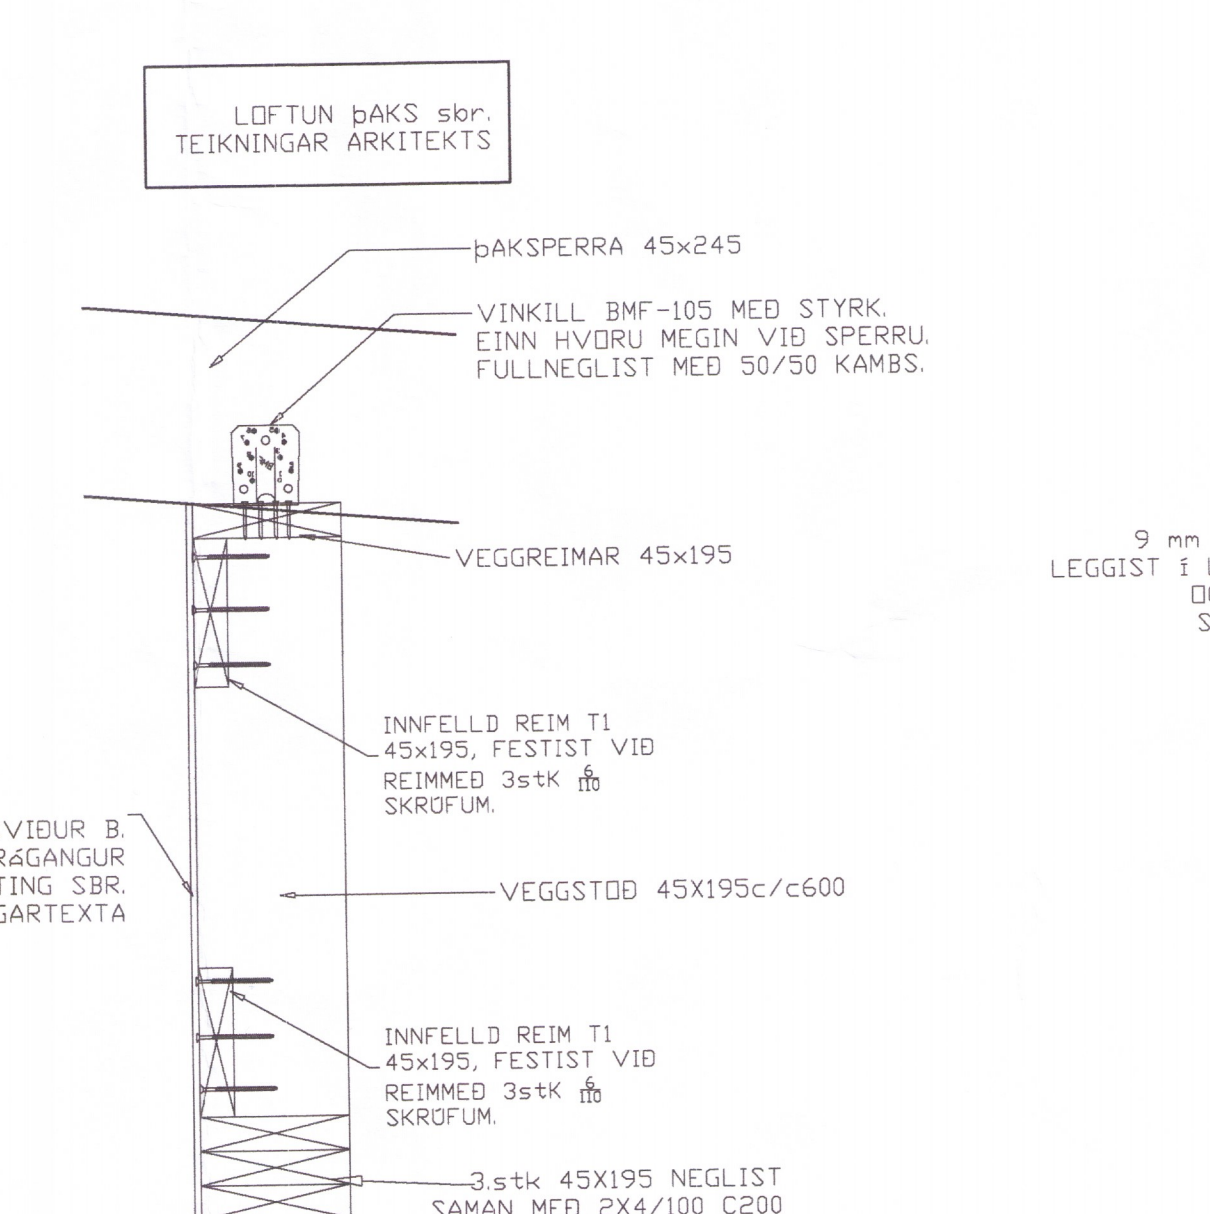 LOFTUN ÞAKS sbr.
TEIKNINGAR ARKITEKTS
ÞAKSPERRA 45x245
VINKILL BMF-105 MEÐ STYRK.
EINN HVORU MEGIN VIÐ SPERRU.
FULLNEGLIST MEÐ 50/50 KAMBS.
VEGGREIMAR 45x195
9 mm
LEGGIST í
INNFELLD REIM T1
45x195, FESTIST VIÐ
REIMMEÐ 3stK 6/110
SKRÚFUM.
VIÐUR B.
RáGANGUR
TING SBR.
GARTEXTA
VEGGSTOÐ 45X195c/c600
INNFELLD REIM T1
45x195, FESTIST VIÐ
REIMMEÐ 3stK 6/110
SKRÚFUM.
3.stk 45X195 NEGLIST
SAMAN MEÐ 2X4/100 C200